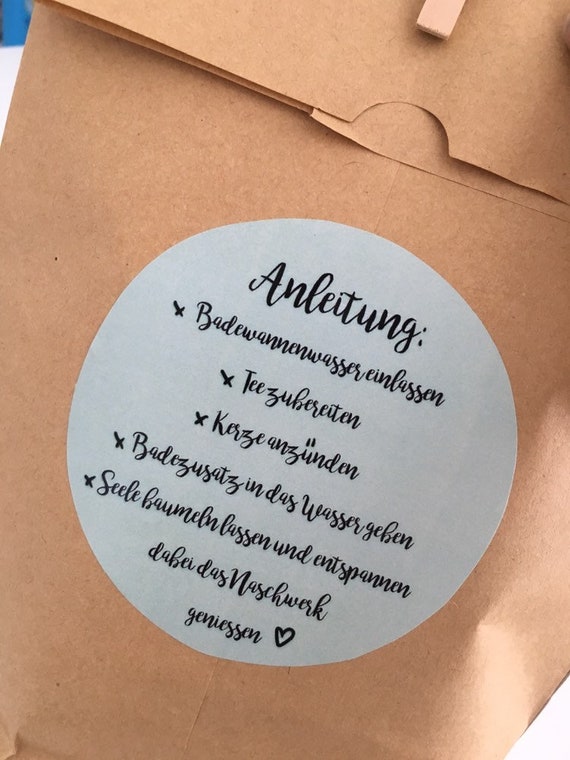 Anleitung:
x Badewannenwasser einlassen
x Tee zubereiten
x Kerze anzünden
x Badezusatz in das Wasser geben
x Seele baumeln lassen und entspannen
dabei das Naschwerk
geniessen ♡